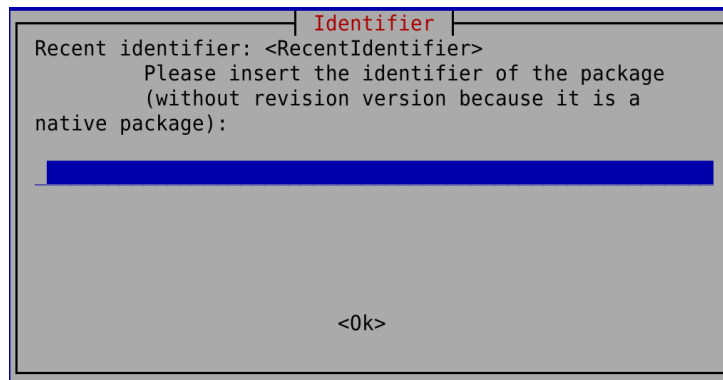 Identifier
Recent identifier: <RecentIdentifier>
Please insert the identifier of the package
(without revision version because it is a
native package):
<Ok>